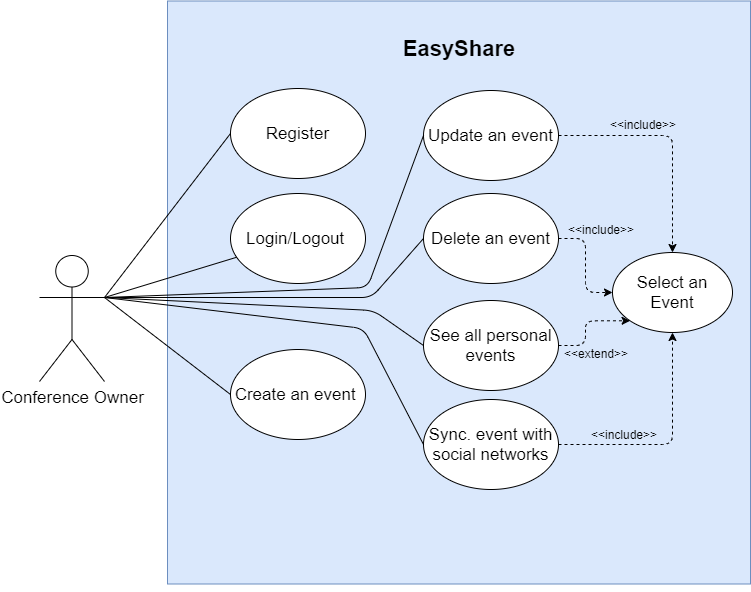 EasyShare
Register
Update an event
<<include>>
Login/Logout
Delete an event
<<include>>
Select an
Event
See all personal
events
<<extend>>
Conference Owner
Create an event
Sync. event with
social networks
<<include>>